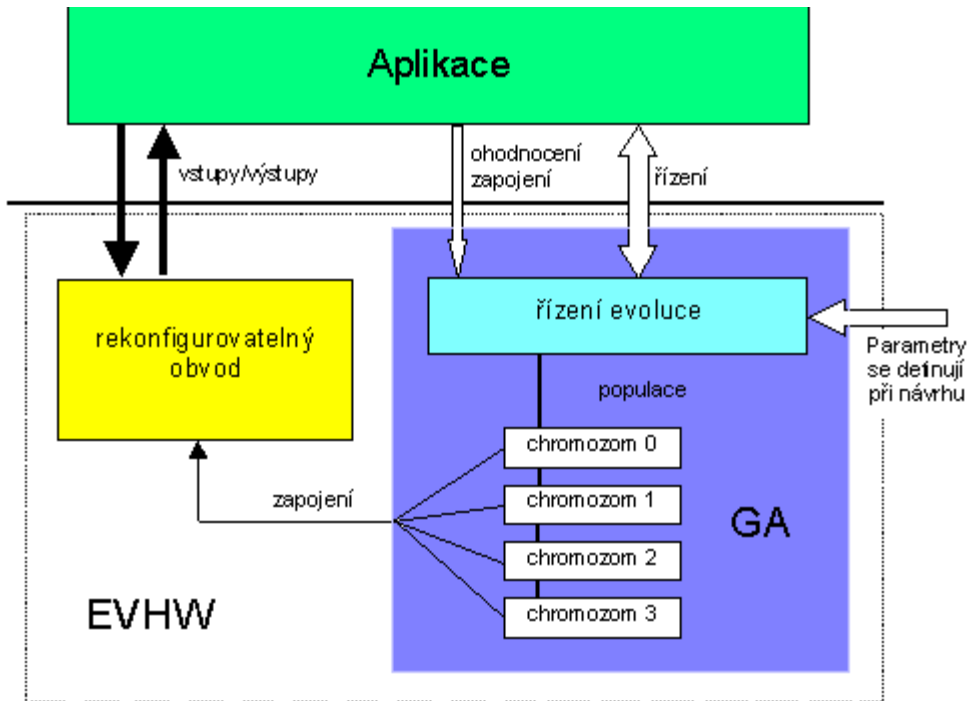 Aplikace
vstupy/výstupy
ohodnocení
zapojení
řízení
rekonfigurovatelný
obvod
řízení evoluce
Parametry
se definují
při návrhu
populace
chromozom 0
chromozom 1
chromozom 2
chromozom 3
zapojení
GA
EVHW